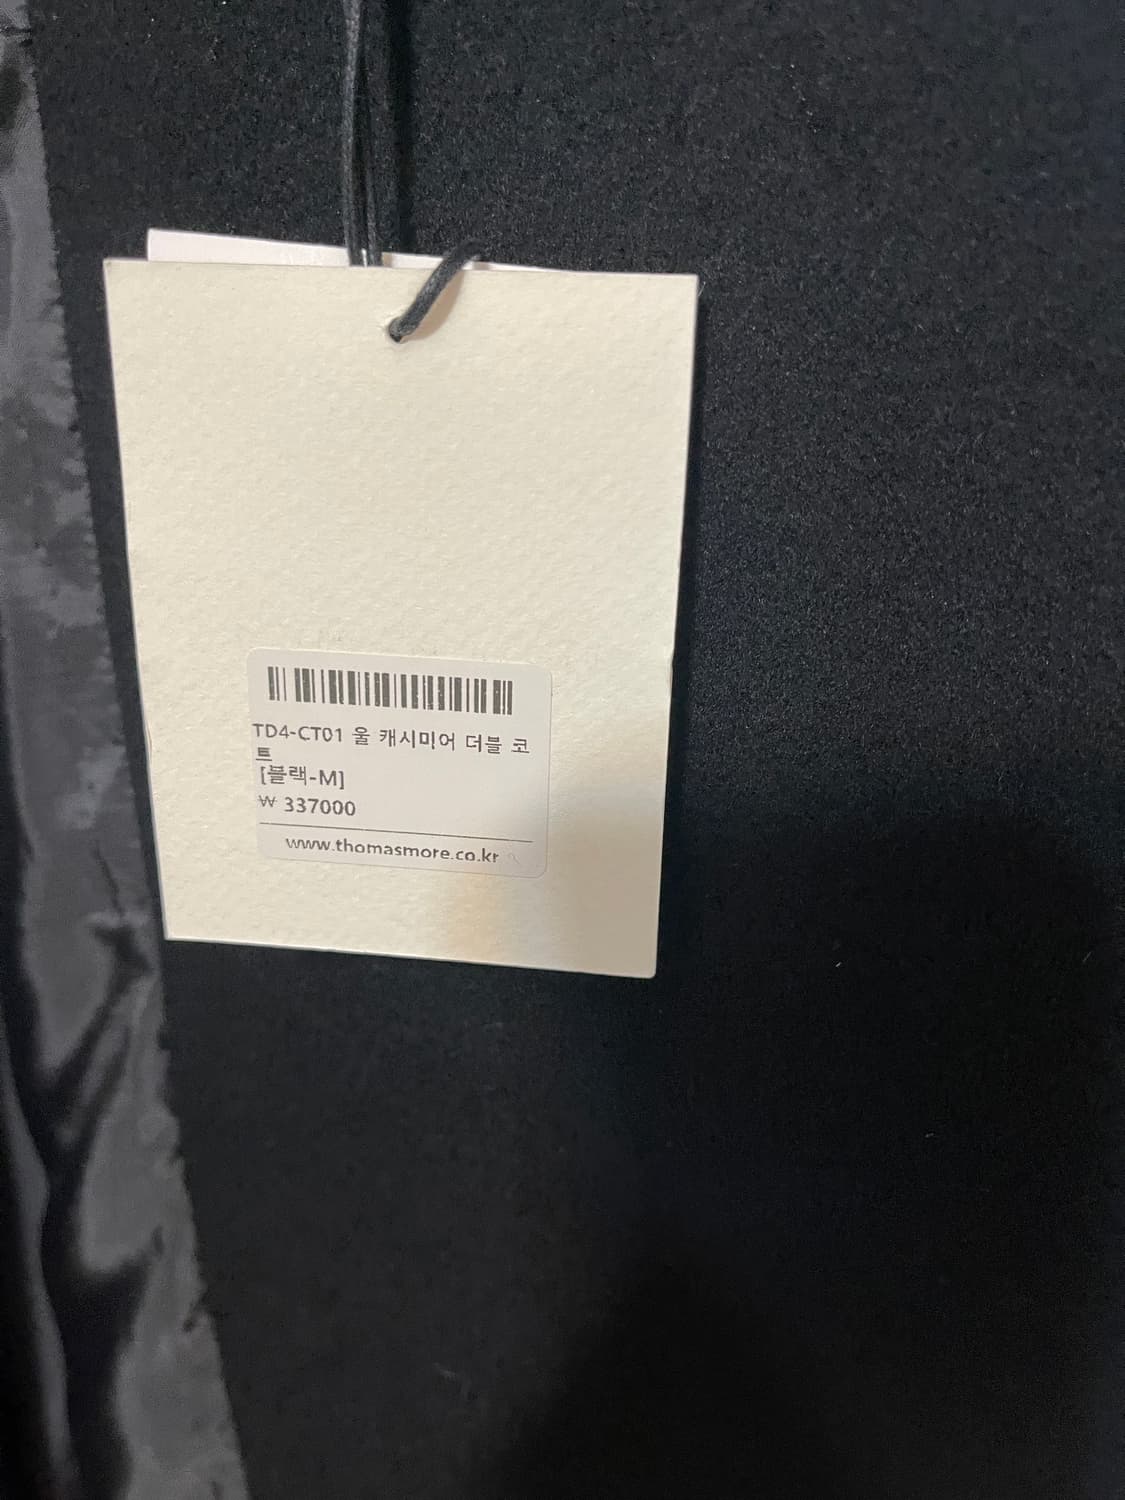 TD4-CT01 울 캐시미어 더블 코
트
[블랙-M]
₩ 337000
www.thomasmore.co.kr